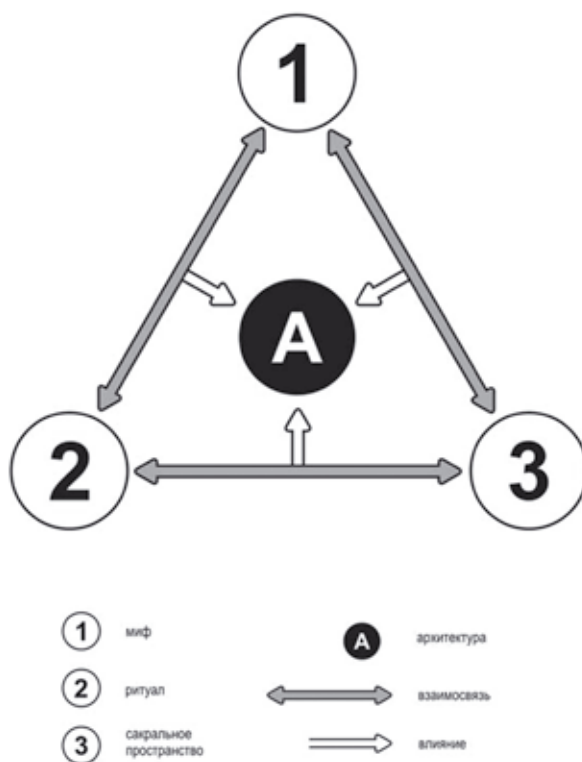 1
A
2
3
1 миф
A архитектура
2 ритуал
взаимосвязь
3 сакральное
пространство
влияние